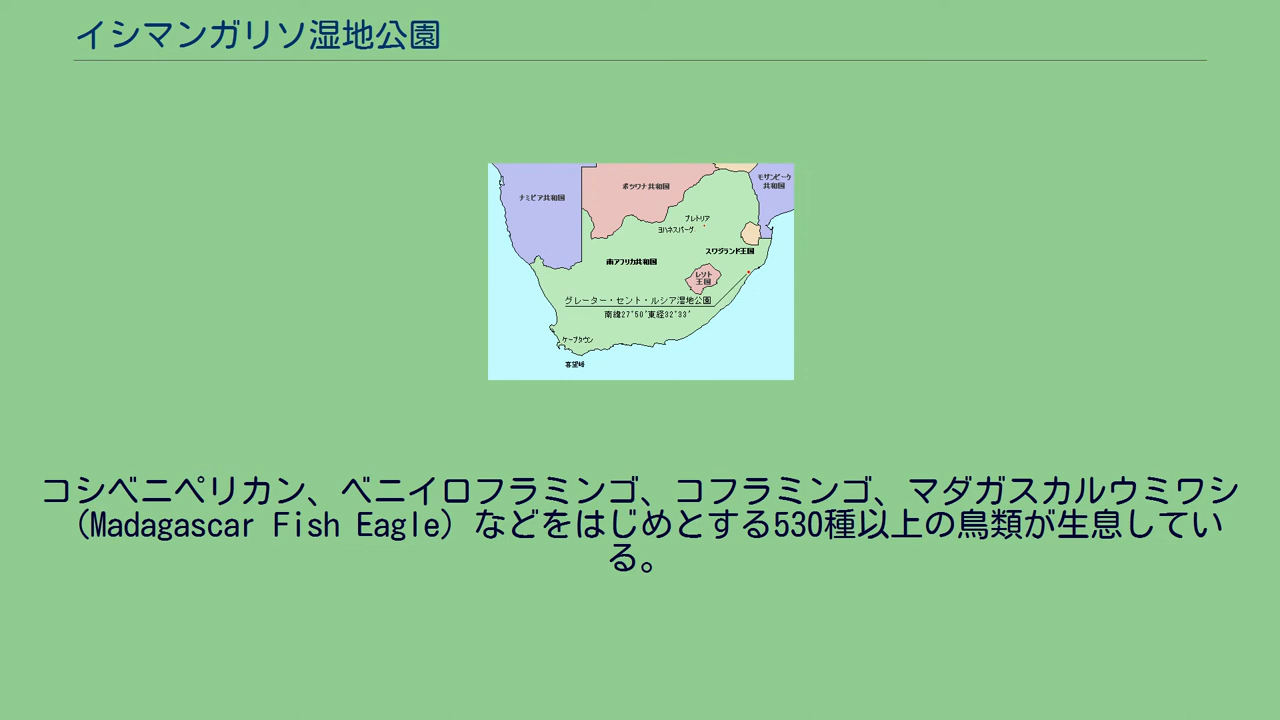 イシマンガリソ湿地公園
ナミビア共和国
ボツワナ共和国
モザンビーク
共和国
プレトリア
ヨハネスバーグ
スワジランド王国
南アフリカ共和国
レソト
王国
グレーター・セント・ルシア湿地公園
南緯27°50′東経32°33′
ケープタウン
喜望峰
コシベニペリカン、ベニイロフラミンゴ、コフラミンゴ、マダガスカルウミワシ
(Madagascar Fish Eagle) などをはじめとする530種以上の鳥類が生息してい
る。